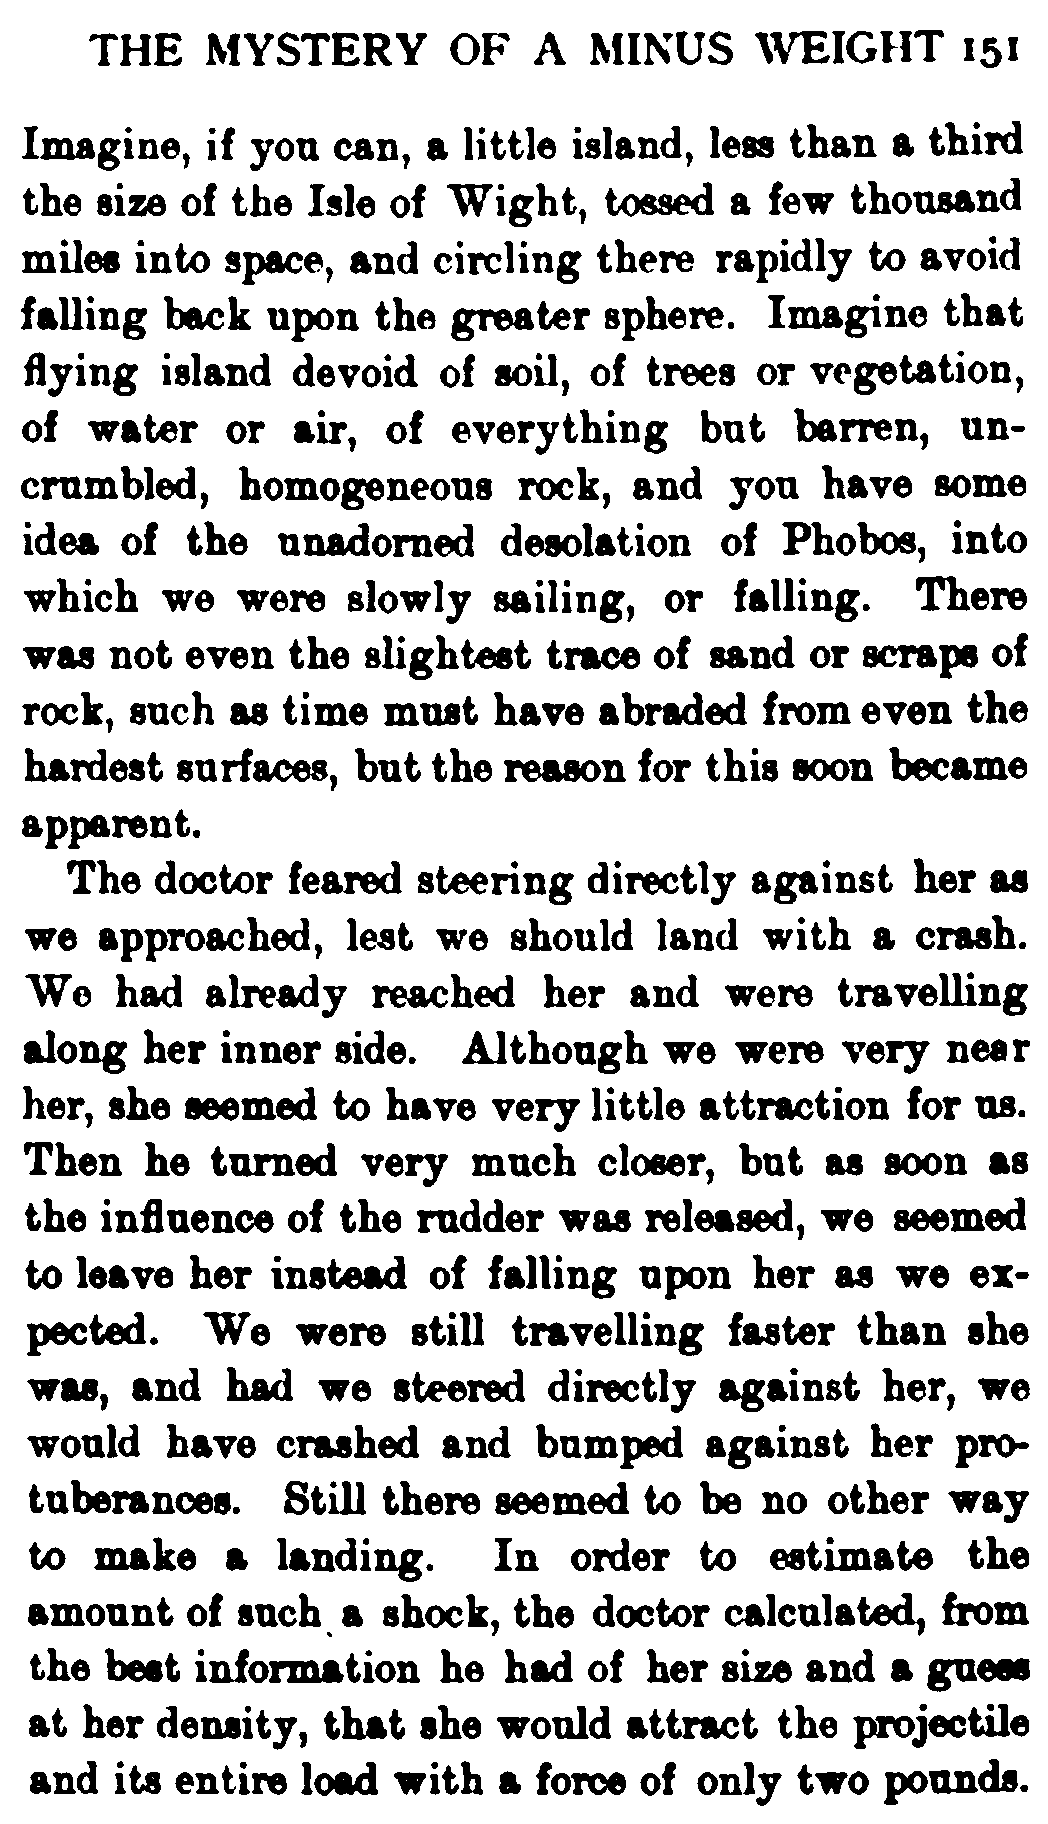 THE MYSTERY OF A MINUS WEIGHT 151
Imagine, if you can, a little island, less than a third
the size of the Isle of Wight, tossed a few thousand
miles into space, and circling there rapidly to avoid
falling back upon the greater sphere. Imagine that
flying island devoid of soil, of trees or vegetation,
of water or air, of everything but barren, un-
crumbled, homogeneous rock, and you have some
idea of the unadorned desolation of Phobos, into
which we were slowly sailing, or falling. There
was not even the slightest trace of sand or scraps of
rock, such as time must have abraded from even the
hardest surfaces, but the reason for this soon became
apparent.
The doctor feared steering directly against her as
we approached, lest we should land with a crash.
We had already reached her and were travelling
along her inner side. Although we were very near
her, she seemed to have very little attraction for us.
Then he turned very much closer, but as soon as
the influence of the rudder was released, we seemed
to leave her instead of falling upon her as we ex-
pected. We were still travelling faster than she
was, and had we steered directly against her, we
would have crashed and bumped against her pro-
tuberances. Still there seemed to be no other way
to make a landing. In order to estimate the
amount of such a shock, the doctor calculated, from
the best information he had of her size and a guess
at her density, that she would attract the projectile
and its entire load with a force of only two pounds.